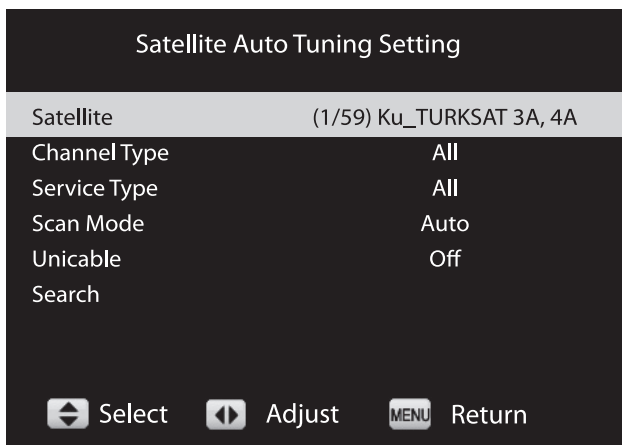 Satellite Auto Tuning Setting
Satellite (1/59) Ku_TURKSAT 3A, 4A
Channel Type All
Service Type All
Scan Mode Auto
Unicable Off
Search
Select Adjust MENU Return